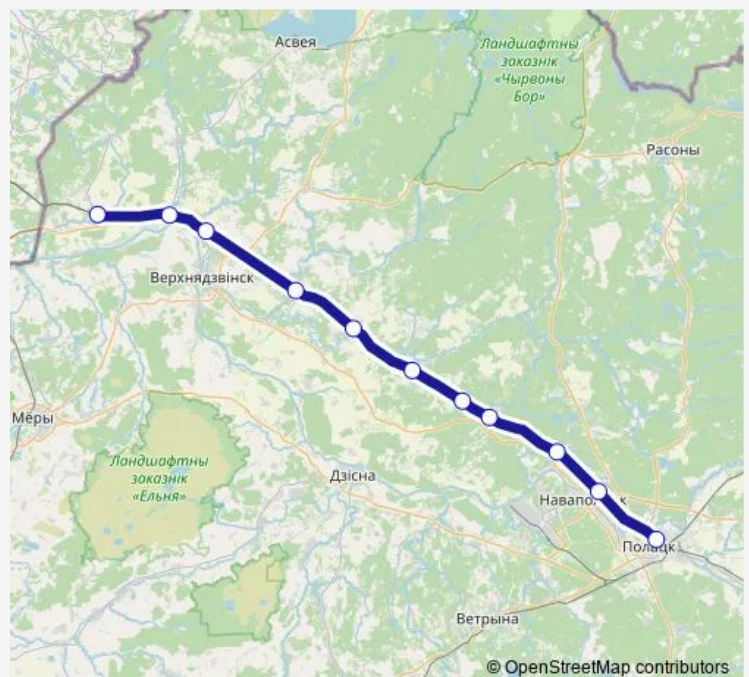 Асвея
Ландшафтны
заказнік
«Чырвоны
Бор»
Расоны
Верхнядзвінск
Мёры
Ландшафтны
заказнік
«Ельня»
Дзісна
Полацк
Ветрына
© OpenStreetMap contributors